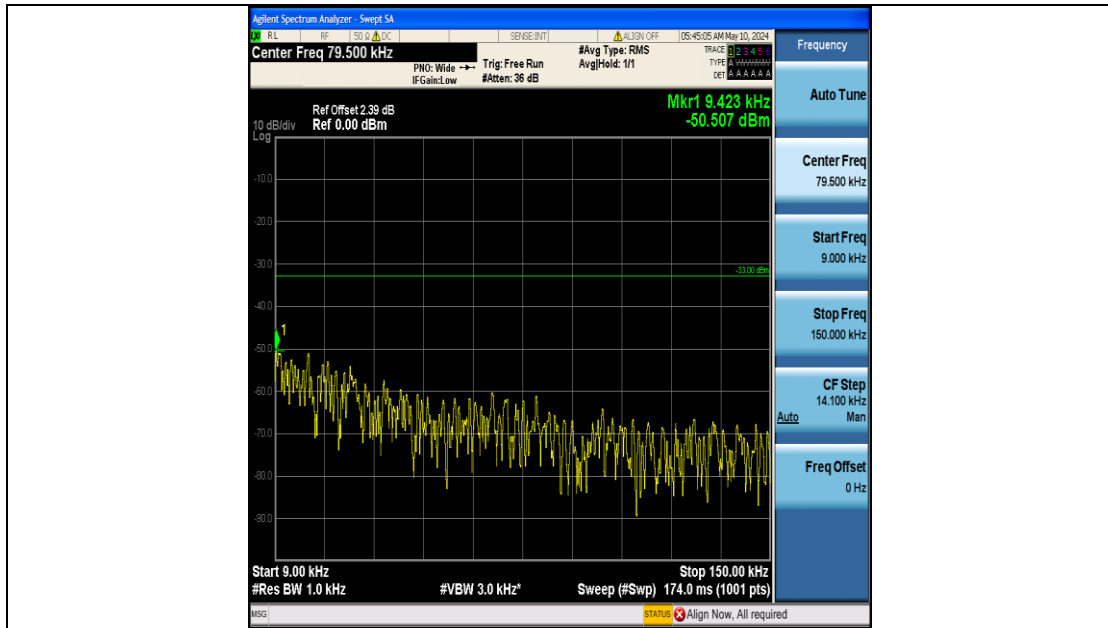 Agilent Spectrum Analyzer - Swept SA
RL RF 50 Ω DC SENSE:INT ALIGN OFF 05:45:05 AM May 10, 2024
Center Freq 79.500 kHz
PNO: Wide
IFGain:Low
Trig: Free Run
#Atten: 36 dB
#Avg Type: RMS
Avg|Hold: 1/1
TRACE 1 2 3 4 5 6
TYPE A
DET A A A A A A
Frequency
Mkr1 9.423 kHz
-50.507 dBm
Ref Offset 2.39 dB
10 dB/div Ref 0.00 dBm
Log
-10.0
-20.0
-30.0
-33.00 dBm
-40.0
1
-50.0
-60.0
-70.0
-80.0
-90.0
Start 9.00 kHz Stop 150.00 kHz
#Res BW 1.0 kHz #VBW 3.0 kHz* Sweep (#Swp) 174.0 ms (1001 pts)
Auto Tune
Center Freq
79.500 kHz
Start Freq
9.000 kHz
Stop Freq
150.000 kHz
CF Step
14.100 kHz
Auto Man
Freq Offset
0 Hz
MSG STATUS Align Now, All required